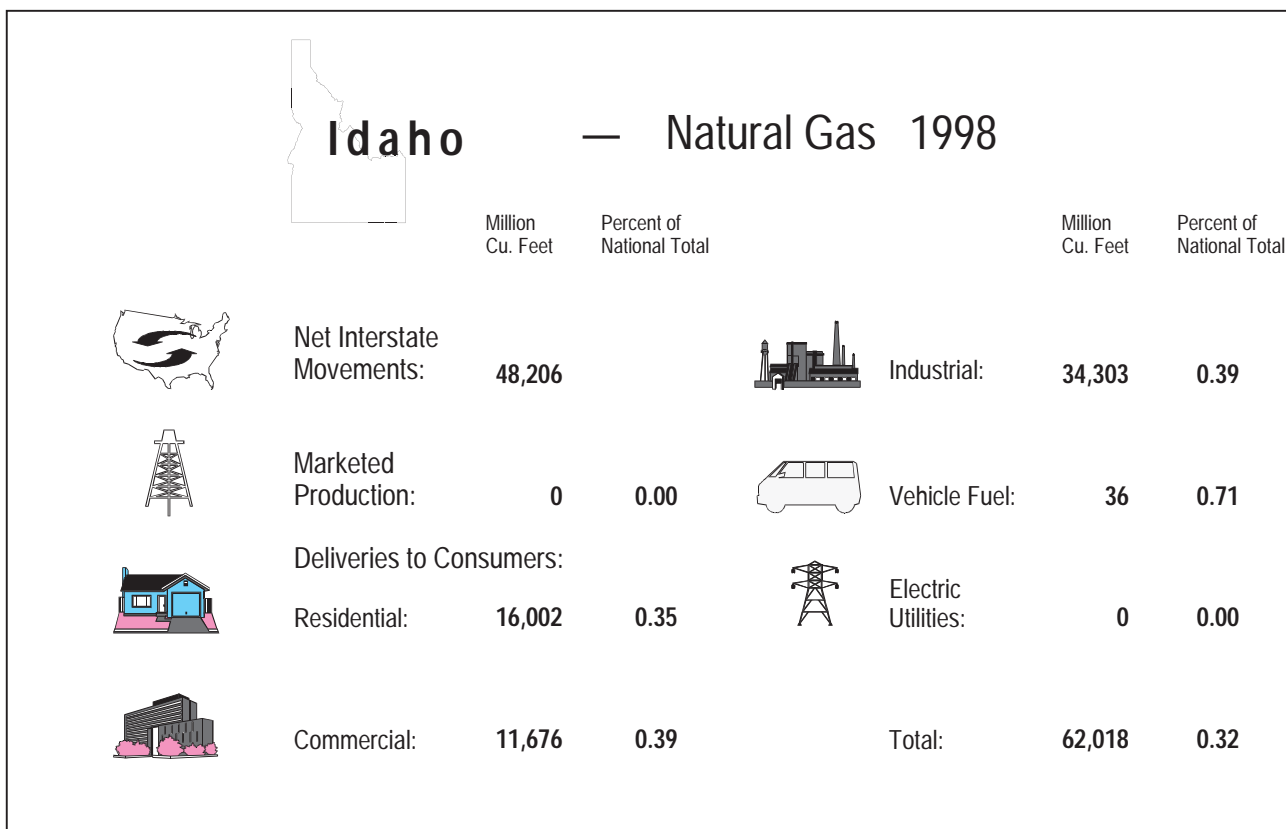 Idaho — Natural Gas 1998
Million Cu. Feet
Percent of National Total
Million Cu. Feet
Percent of National Total
Net Interstate
Movements: 48,206
Marketed
Production: 0 0.00
Deliveries to Consumers:
Residential: 16,002 0.35
Commercial: 11,676 0.39
Industrial: 34,303 0.39
Vehicle Fuel: 36 0.71
Electric
Utilities: 0 0.00
Total: 62,018 0.32